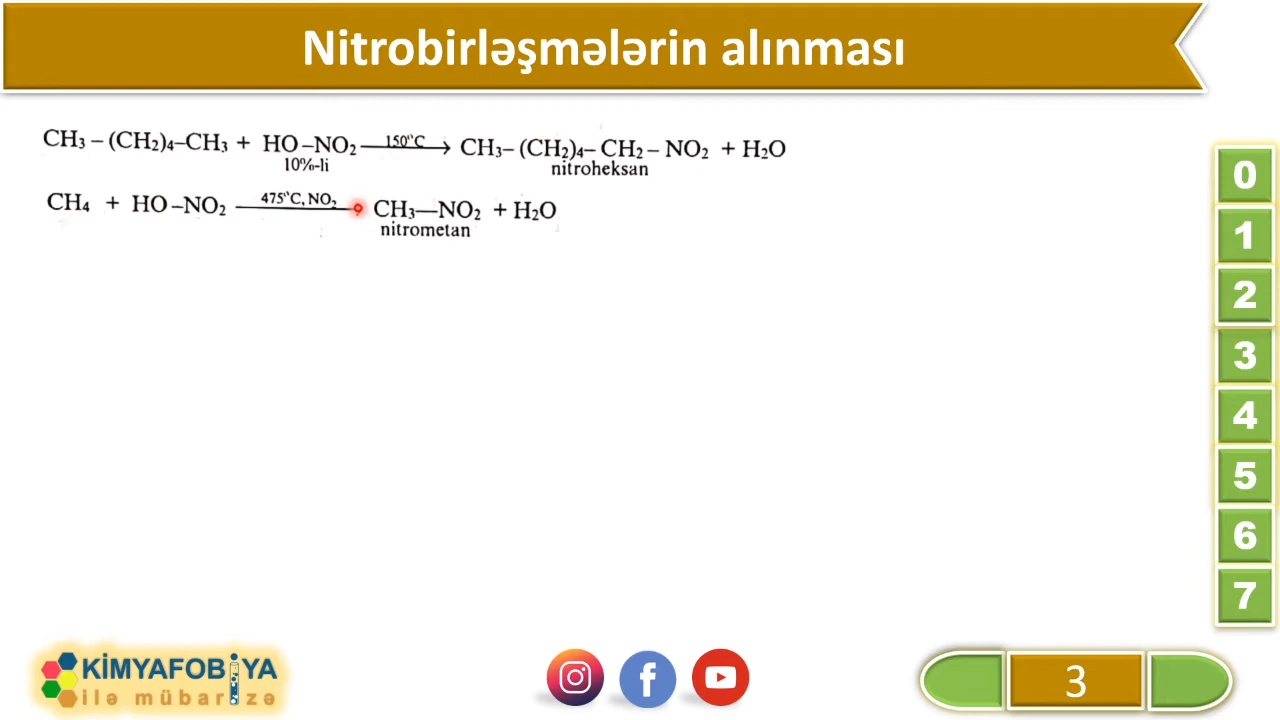 Nitrobirləşmələrin alınması
CH₃ – (CH₂)₄–CH₃ + HO –NO₂ 150°C → CH₃– (CH₂)₄– CH₂ – NO₂ + H₂O
10%-li nitroheksan
CH₄ + HO –NO₂ 475°C, NO₂ CH₃—NO₂ + H₂O
nitrometan
0
1
2
3
4
5
6
7
KİMYAFOBİYA
ilə mübarizə
3